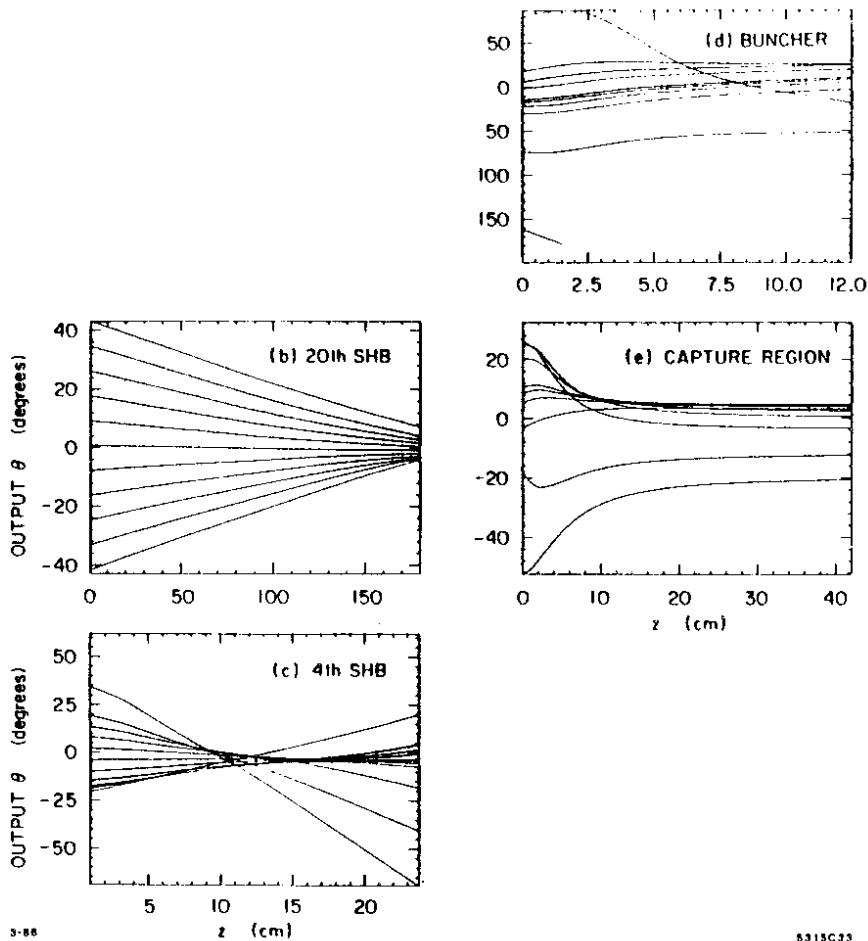 (d) BUNCHER
50
0
50
100
150
0 2.5 5.0 7.5 10.0 12.0
(b) 20th SHB
40
20
0
-20
-40
0 50 100 150
OUTPUT θ (degrees)
(e) CAPTURE REGION
20
0
-20
-40
0 10 20 30 40
z (cm)
(c) 4th SHB
50
25
0
-25
-50
5 10 15 20
OUTPUT θ (degrees)
z (cm)
3-86
5315C23